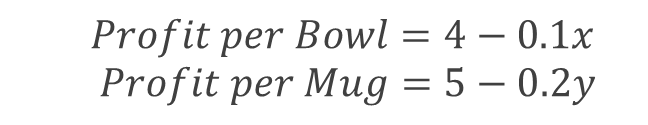 Profit per Bowl = 4 − 0.1x
Profit per Mug = 5 − 0.2y